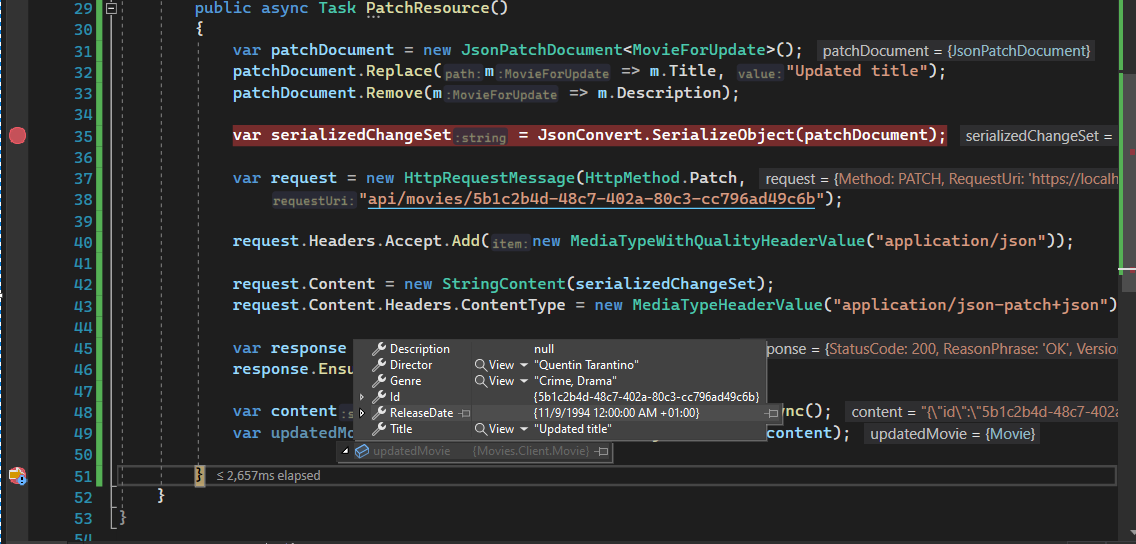 29 public async Task PatchResource()
30 {
31 var patchDocument = new JsonPatchDocument<MovieForUpdate>(); patchDocument = {JsonPatchDocument}
32 patchDocument.Replace(path: m:MovieForUpdate => m.Title, value: "Updated title");
33 patchDocument.Remove(m:MovieForUpdate => m.Description);
34
35 var serializedChangeSet:string = JsonConvert.SerializeObject(patchDocument); serializedChangeSet =
36
37 var request = new HttpRequestMessage(HttpMethod.Patch, request = {Method: PATCH, RequestUri: 'https://localh
38 requestUri: "api/movies/5b1c2b4d-48c7-402a-80c3-cc796ad49c6b");
39
40 request.Headers.Accept.Add(item: new MediaTypeWithQualityHeaderValue("application/json"));
41
42 request.Content = new StringContent(serializedChangeSet);
43 request.Content.Headers.ContentType = new MediaTypeHeaderValue("application/json-patch+json")
44
Description null
45 var response ponse = {StatusCode: 200, ReasonPhrase: 'OK', Version
Director View "Quentin Tarantino"
46 response.Ensu
Genre View "Crime, Drama"
47
Id {5b1c2b4d-48c7-402a-80c3-cc796ad49c6b}
48 var content:s ReleaseDate {11/9/1994 12:00:00 AM +01:00} ync(); content = "{\"id\":\"5b1c2b4d-48c7-402a
49 var updatedMo Title View "Updated title" content); updatedMovie = {Movie}
50 updatedMovie {Movies.Client.Movie}
51 } ≤ 2,657ms elapsed
52 }
53 }
54